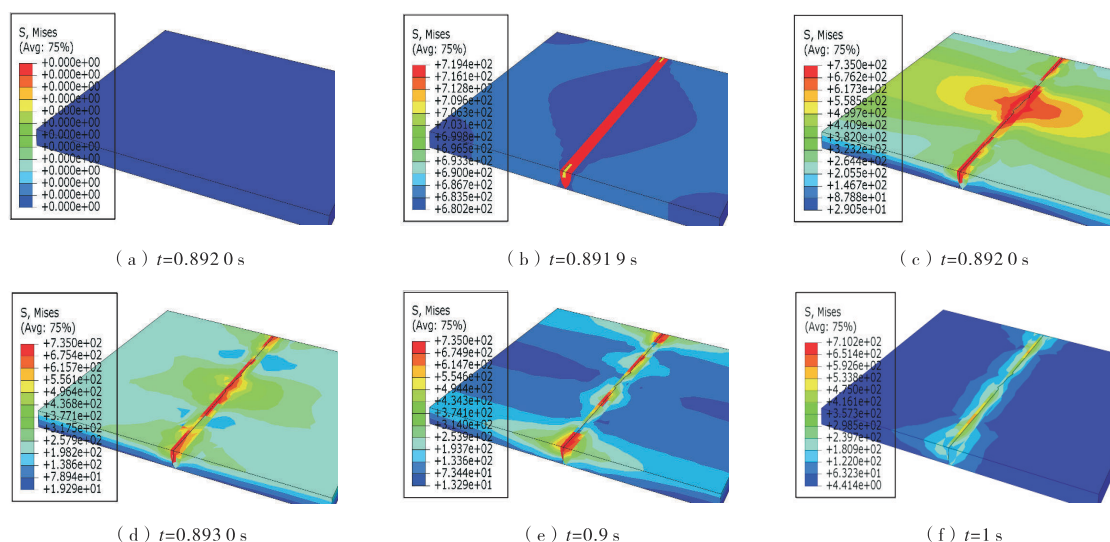 S, Mises
(Avg: 75%)
+0.000e+00
+0.000e+00
+0.000e+00
+0.000e+00
+0.000e+00
+0.000e+00
+0.000e+00
+0.000e+00
+0.000e+00
+0.000e+00
+0.000e+00
+0.000e+00
+0.000e+00
(a) t=0.892 0 s
S, Mises
(Avg: 75%)
+7.194e+02
+7.161e+02
+7.128e+02
+7.096e+02
+7.063e+02
+7.031e+02
+6.998e+02
+6.965e+02
+6.933e+02
+6.900e+02
+6.867e+02
+6.835e+02
+6.802e+02
(b) t=0.891 9 s
S, Mises
(Avg: 75%)
+7.350e+02
+6.762e+02
+6.173e+02
+5.585e+02
+4.997e+02
+4.409e+02
+3.820e+02
+3.232e+02
+2.644e+02
+2.055e+02
+1.467e+02
+8.788e+01
+2.905e+01
(c) t=0.892 0 s
S, Mises
(Avg: 75%)
+7.350e+02
+6.754e+02
+6.157e+02
+5.561e+02
+4.964e+02
+4.368e+02
+3.771e+02
+3.175e+02
+2.579e+02
+1.982e+02
+1.386e+02
+7.894e+01
+1.929e+01
(d) t=0.893 0 s
S, Mises
(Avg: 75%)
+7.350e+02
+6.749e+02
+6.147e+02
+5.546e+02
+4.944e+02
+4.343e+02
+3.741e+02
+3.140e+02
+2.539e+02
+1.937e+02
+1.336e+02
+7.344e+01
+1.329e+01
(e) t=0.9 s
S, Mises
(Avg: 75%)
+7.102e+02
+6.514e+02
+5.926e+02
+5.338e+02
+4.750e+02
+4.161e+02
+3.573e+02
+2.985e+02
+2.397e+02
+1.809e+02
+1.220e+02
+6.323e+01
+4.414e+00
(f) t=1 s